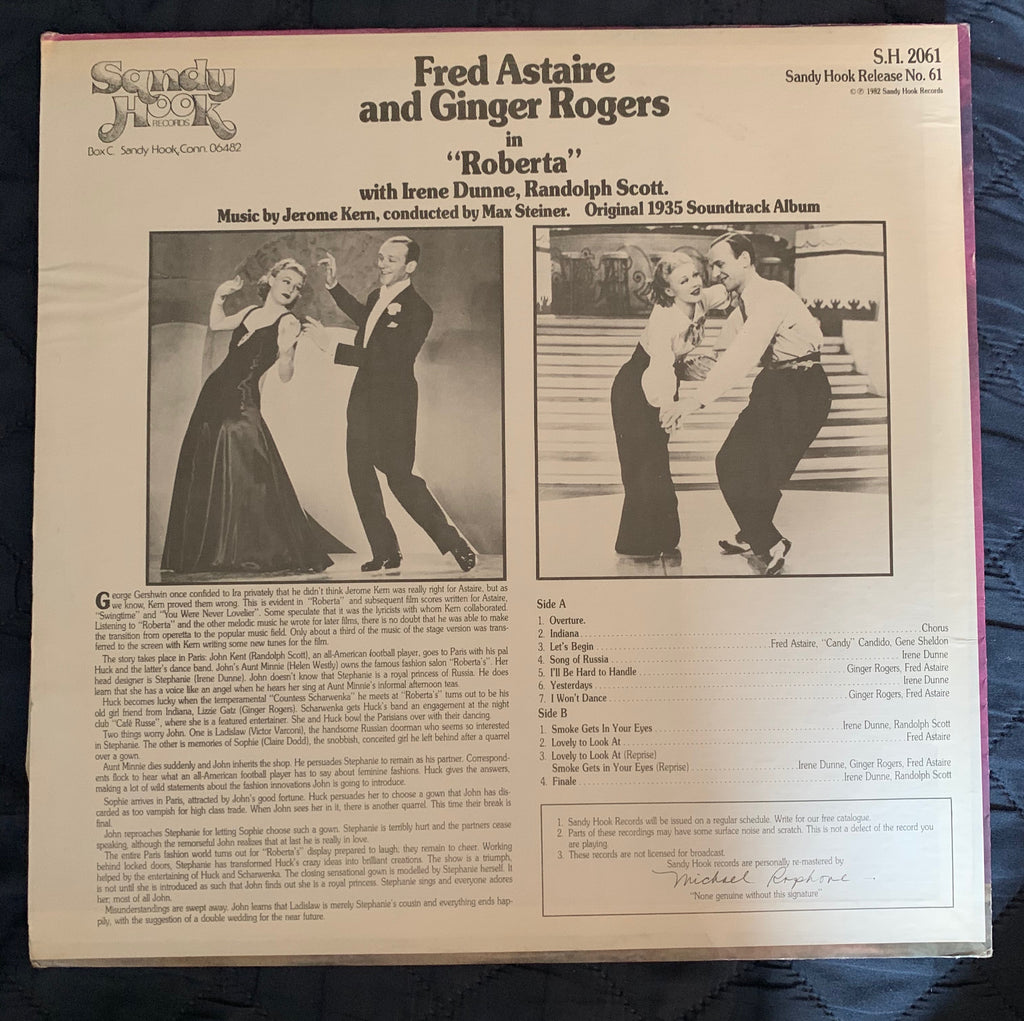 Sandy
Hook
RECORDS
Box C. Sandy Hook, Conn. 06482
Fred Astaire
and Ginger Rogers
in
"Roberta"
with Irene Dunne, Randolph Scott.
Music by Jerome Kern, conducted by Max Steiner. Original 1935 Soundtrack Album
S.H. 2061
Sandy Hook Release No. 61
© ℗ 1982 Sandy Hook Records
George Gershwin once confided to Ira privately that he didn't think Jerome Kern was really right for Astaire, but as
we know, Kern proved them wrong. This is evident in "Roberta" and subsequent film scores written for Astaire,
"Swingtime" and "You Were Never Lovelier". Some speculate that it was the lyricists with whom Kern collaborated.
Listening to "Roberta" and the other melodic music he wrote for later films, there is no doubt that he was able to make
the transition from operetta to the popular music field. Only about a third of the music of the stage version was trans-
ferred to the screen with Kern writing some new tunes for the film.
The story takes place in Paris: John Kent (Randolph Scott), an all-American football player, goes to Paris with his pal
Huck and the latter's dance band. John's Aunt Minnie (Helen Westly) owns the famous fashion salon "Roberta's". Her
head designer is Stephanie (Irene Dunne). John doesn't know that Stephanie is a royal princess of Russia. He does
learn that she has a voice like an angel when he hears her sing at Aunt Minnie's informal afternoon teas.
Huck becomes lucky when the temperamental "Countess Scharwenka" he meets at "Roberta's" turns out to be his
old girl friend from Indiana, Lizzie Gatz (Ginger Rogers). Scharwenka gets Huck's band an engagement at the night
club "Café Russe", where she is a featured entertainer. She and Huck bowl the Parisians over with their dancing.
Two things worry John. One is Ladislaw (Victor Varconi), the handsome Russian doorman who seems so interested
in Stephanie. The other is memories of Sophie (Claire Dodd), the snobbish, conceited girl he left behind after a quarrel
over a gown.
Aunt Minnie dies suddenly and John inherits the shop. He persuades Stephanie to remain as his partner. Correspond-
ents flock to hear what an all-American football player has to say about feminine fashions. Huck gives the answers,
making a lot of wild statements about the fashion innovations John is going to introduce.
Sophie arrives in Paris, attracted by John's good fortune. Huck persuades her to choose a gown that John has dis-
carded as too vampish for high class trade. When John sees her in it, there is another quarrel. This time their break is
final.
John reproaches Stephanie for letting Sophie choose such a gown. Stephanie is terribly hurt and the partners cease
speaking, although the remorseful John realizes that at last he is really in love.
The entire Paris fashion world turns out for "Roberta's" display prepared to laugh, they remain to cheer. Working
behind locked doors, Stephanie has transformed Huck's crazy ideas into brilliant creations. The show is a triumph,
helped by the entertaining of Huck and Scharwenka. The closing sensational gown is modelled by Stephanie herself. It
is not until she is introduced as such that John finds out she is a royal princess. Stephanie sings and everyone adores
her; most of all John.
Misunderstandings are swept away. John learns that Ladislaw is merely Stephanie's cousin and everything ends hap-
pily, with the suggestion of a double wedding for the near future.
Side A
1. Overture.
2. Indiana Chorus
3. Let's Begin Fred Astaire, "Candy" Candido, Gene Sheldon
4. Song of Russia Irene Dunne
5. I'll Be Hard to Handle Ginger Rogers, Fred Astaire
6. Yesterdays Irene Dunne
7. I Won't Dance Ginger Rogers, Fred Astaire
Side B
1. Smoke Gets In Your Eyes Irene Dunne, Randolph Scott
2. Lovely to Look At Fred Astaire
3. Lovely to Look At (Reprise)
Smoke Gets in Your Eyes (Reprise) Irene Dunne, Ginger Rogers, Fred Astaire
4. Finale Irene Dunne, Randolph Scott
1. Sandy Hook Records will be issued on a regular schedule. Write for our free catalogue.
2. Parts of these recordings may have some surface noise and scratch. This is not a defect of the record you
are playing.
3. These records are not licensed for broadcast.
Sandy Hook records are personally re-mastered by
Michael Rophone
"None genuine without this signature"